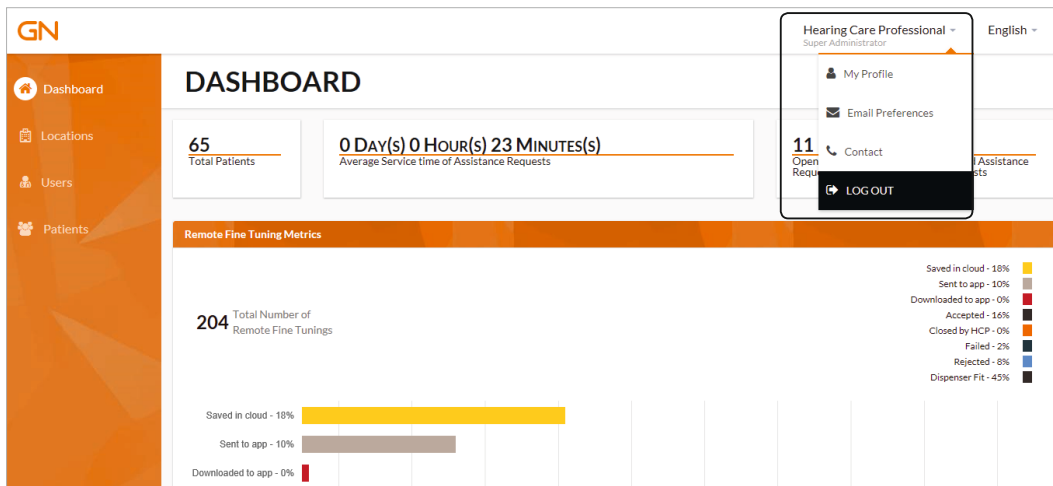 GN
Hearing Care Professional
Super Administrator
English
My Profile
Email Preferences
Contact
LOG OUT
Dashboard
Locations
Users
Patients
DASHBOARD
65
Total Patients
0 DAY(S) 0 HOUR(S) 23 MINUTES(S)
Average Service time of Assistance Requests
11
Open
Requ
Assistance
sts
Remote Fine Tuning Metrics
204
Total Number of
Remote Fine Tunings
Saved in cloud - 18%
Sent to app - 10%
Downloaded to app - 0%
Accepted - 16%
Closed by HCP - 0%
Failed - 2%
Rejected - 8%
Dispenser Fit - 45%
Saved in cloud - 18%
Sent to app - 10%
Downloaded to app - 0%